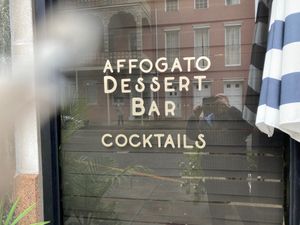 AFFOGATO
DESSERT
BAR
COCKTAILS